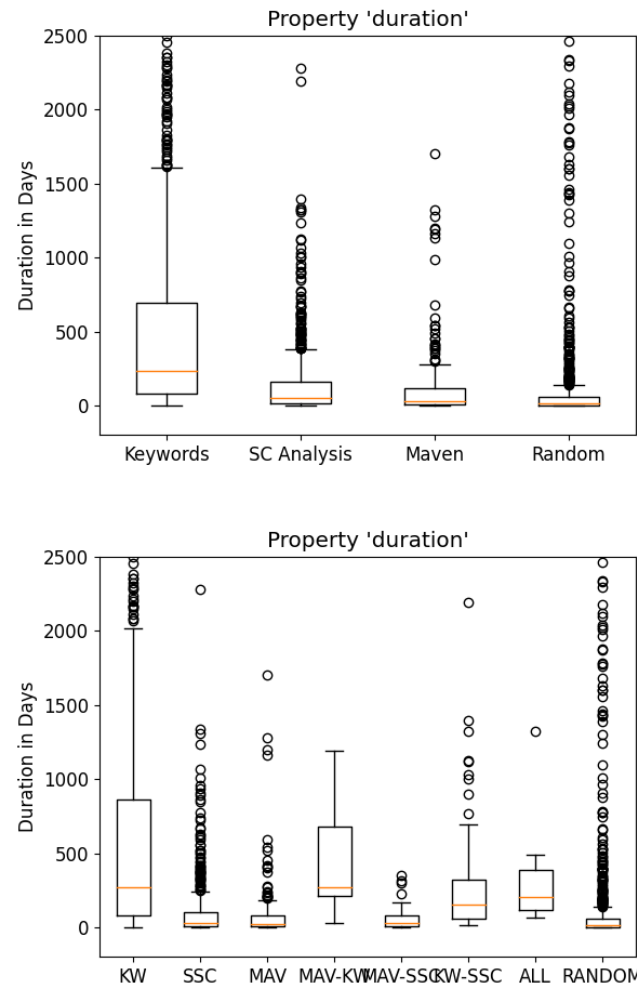 Property 'duration'
2500
2000
1500
1000
500
0
Duration in Days
Keywords SC Analysis Maven Random
Property 'duration'
2500
2000
1500
1000
500
0
Duration in Days
KW SSC MAV MAV-KW MAV-SSC KW-SSC ALL RANDOM